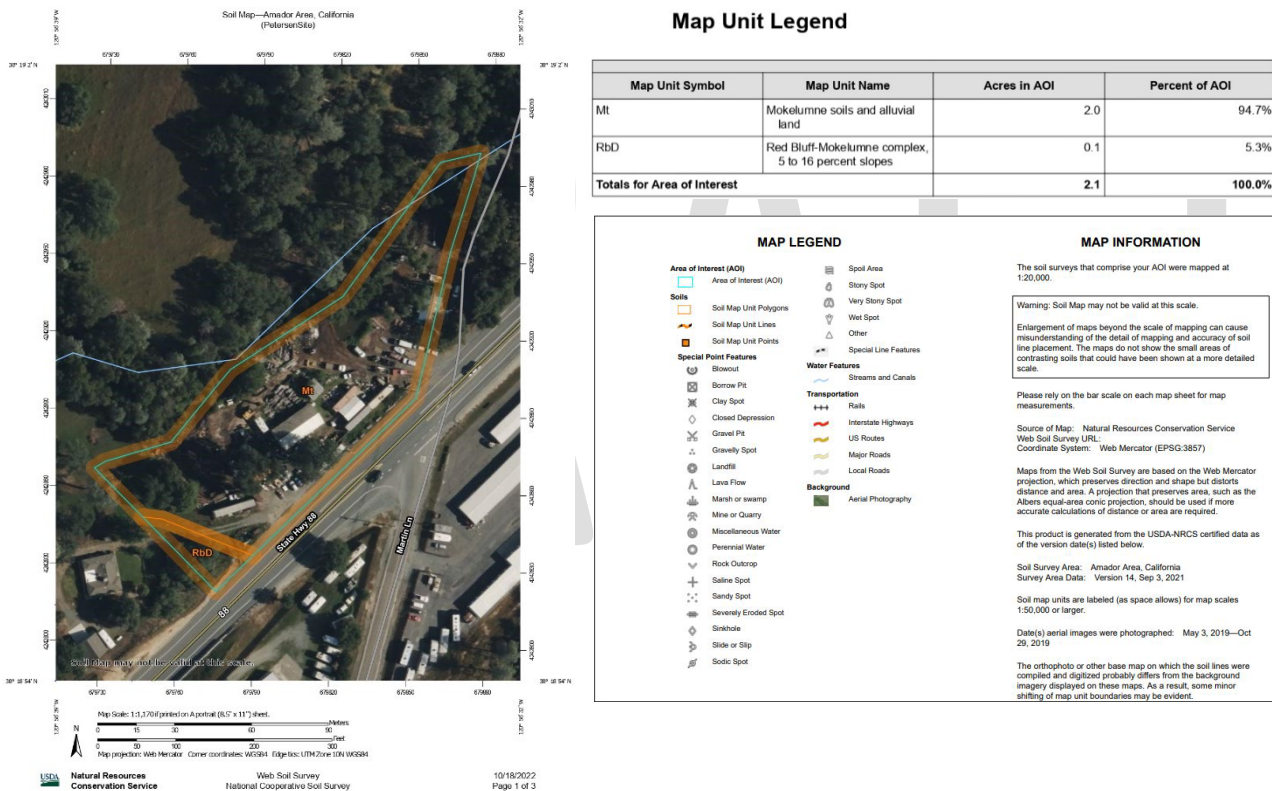 Soil Map—Amador Area, California
(PetersenSite)
38° 19' 2'' N
38° 19' 2'' N
Mt
RbD
State Hwy 88
88
Martin Ln
Soil Map may not be valid at this scale.
38° 18' 54'' N
38° 18' 54'' N
Map Scale: 1:1,170 if printed on A portrait (8.5" x 11") sheet.
Meters
0 15 30 60 90
Feet
0 50 100 200 300
N
Map projection: Web Mercator Corner coordinates: WGS84 Edge tics: UTM Zone 10N WGS84
USDA
Natural Resources
Conservation Service
Web Soil Survey
National Cooperative Soil Survey
10/18/2022
Page 1 of 3
Map Unit Legend
Map Unit Symbol Map Unit Name Acres in AOI Percent of AOI
Mt Mokelumne soils and alluvial 2.0 94.7%
land
RbD Red Bluff-Mokelumne complex, 0.1 5.3%
5 to 16 percent slopes
Totals for Area of Interest 2.1 100.0%
MAP LEGEND
Area of Interest (AOI)
Area of Interest (AOI)
Soils
Soil Map Unit Polygons
Soil Map Unit Lines
Soil Map Unit Points
Special Point Features
Blowout
Borrow Pit
Clay Spot
Closed Depression
Gravel Pit
Gravelly Spot
Landfill
Lava Flow
Marsh or swamp
Mine or Quarry
Miscellaneous Water
Perennial Water
Rock Outcrop
Saline Spot
Sandy Spot
Severely Eroded Spot
Sinkhole
Slide or Slip
Sodic Spot
Spoil Area
Stony Spot
Very Stony Spot
Wet Spot
Other
Special Line Features
Water Features
Streams and Canals
Transportation
Rails
Interstate Highways
US Routes
Major Roads
Local Roads
Background
Aerial Photography
MAP INFORMATION
The soil surveys that comprise your AOI were mapped at
1:20,000.
Warning: Soil Map may not be valid at this scale.
Enlargement of maps beyond the scale of mapping can cause
misunderstanding of the detail of mapping and accuracy of soil
line placement. The maps do not show the small areas of
contrasting soils that could have been shown at a more detailed
scale.
Please rely on the bar scale on each map sheet for map
measurements.
Source of Map: Natural Resources Conservation Service
Web Soil Survey URL:
Coordinate System: Web Mercator (EPSG:3857)
Maps from the Web Soil Survey are based on the Web Mercator
projection, which preserves direction and shape but distorts
distance and area. A projection that preserves area, such as the
Albers equal-area conic projection, should be used if more
accurate calculations of distance or area are required.
This product is generated from the USDA-NRCS certified data as
of the version date(s) listed below.
Soil Survey Area: Amador Area, California
Survey Area Data: Version 14, Sep 3, 2021
Soil map units are labeled (as space allows) for map scales
1:50,000 or larger.
Date(s) aerial images were photographed: May 3, 2019—Oct
29, 2019
The orthophoto or other base map on which the soil lines were
compiled and digitized probably differs from the background
imagery displayed on these maps. As a result, some minor
shifting of map unit boundaries may be evident.